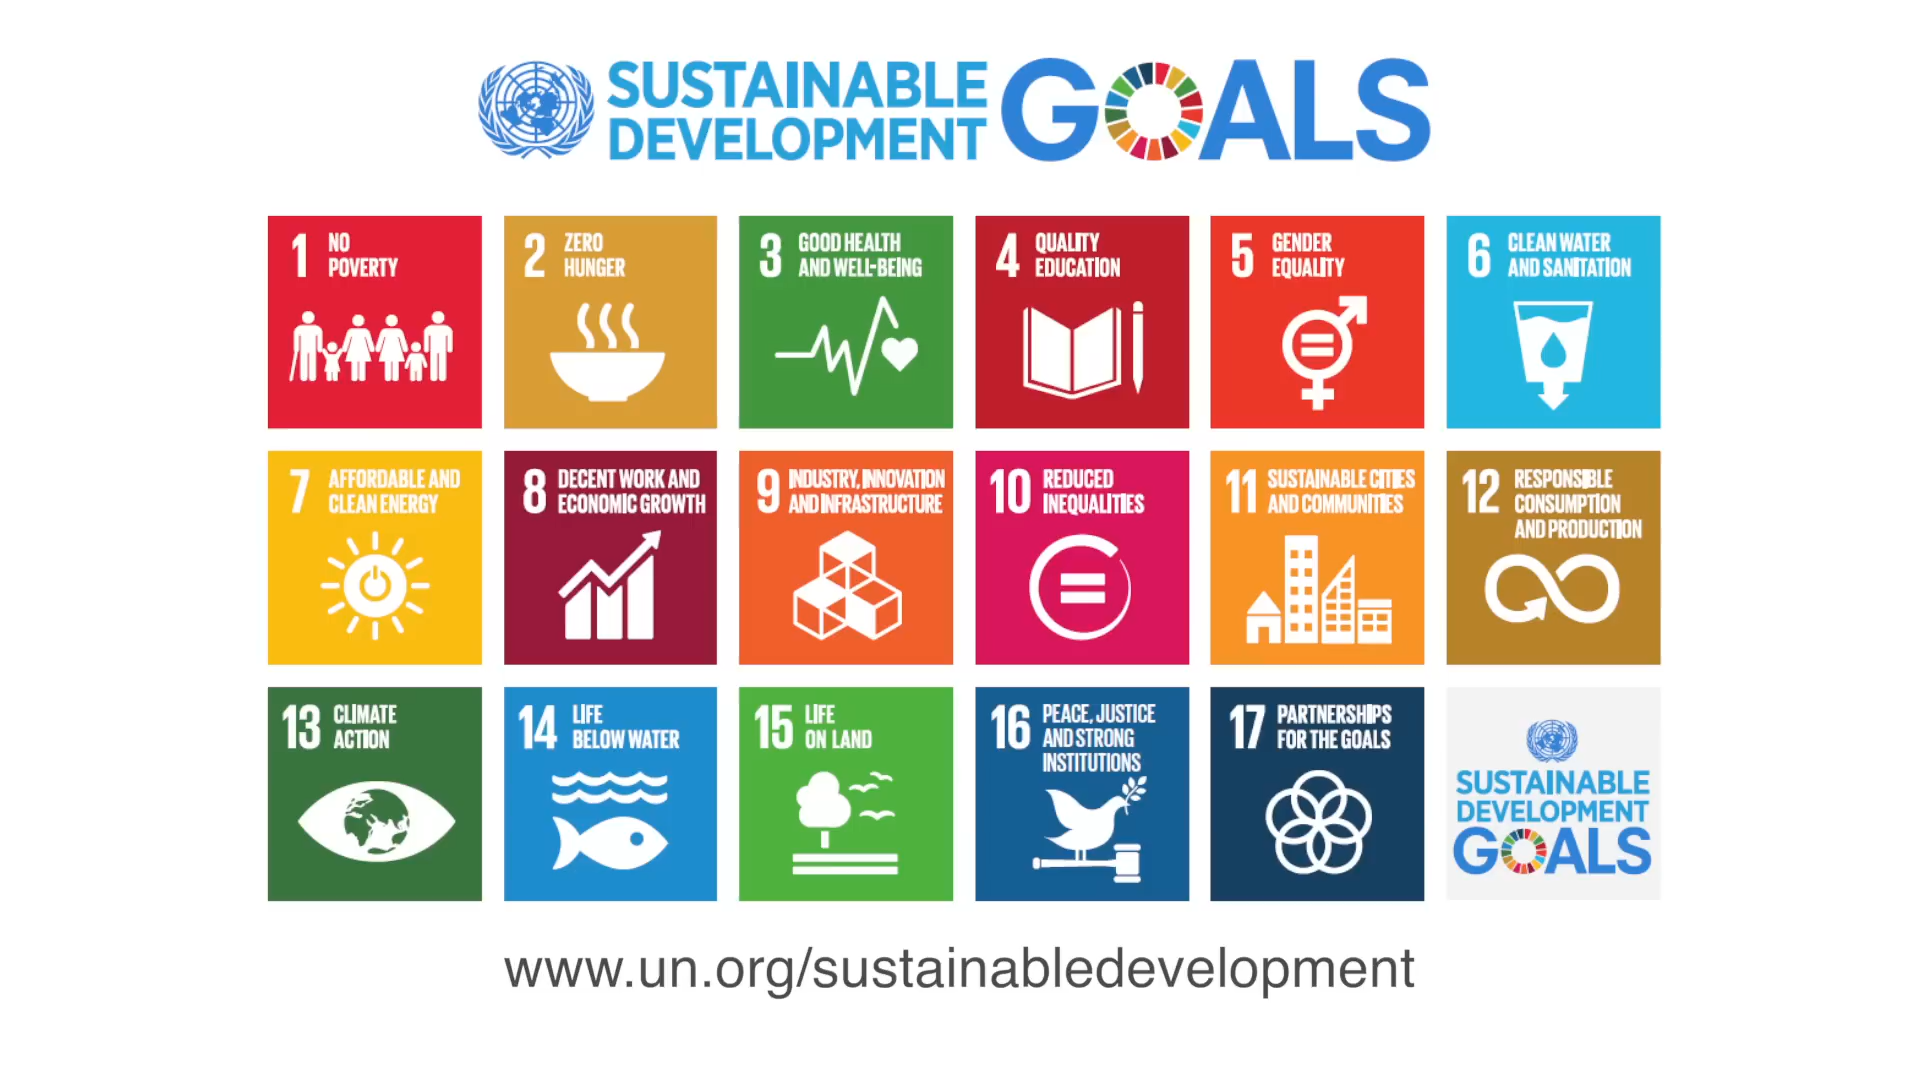 SUSTAINABLE
DEVELOPMENT
GOALS
1 NO
POVERTY
2 ZERO
HUNGER
3 GOOD HEALTH
AND WELL-BEING
4 QUALITY
EDUCATION
5 GENDER
EQUALITY
6 CLEAN WATER
AND SANITATION
7 AFFORDABLE AND
CLEAN ENERGY
8 DECENT WORK AND
ECONOMIC GROWTH
9 INDUSTRY, INNOVATION
AND INFRASTRUCTURE
10 REDUCED
INEQUALITIES
11 SUSTAINABLE CITIES
AND COMMUNITIES
12 RESPONSIBLE
CONSUMPTION
AND PRODUCTION
13 CLIMATE
ACTION
14 LIFE
BELOW WATER
15 LIFE
ON LAND
16 PEACE, JUSTICE
AND STRONG
INSTITUTIONS
17 PARTNERSHIPS
FOR THE GOALS
SUSTAINABLE
DEVELOPMENT
GOALS
www.un.org/sustainabledevelopment